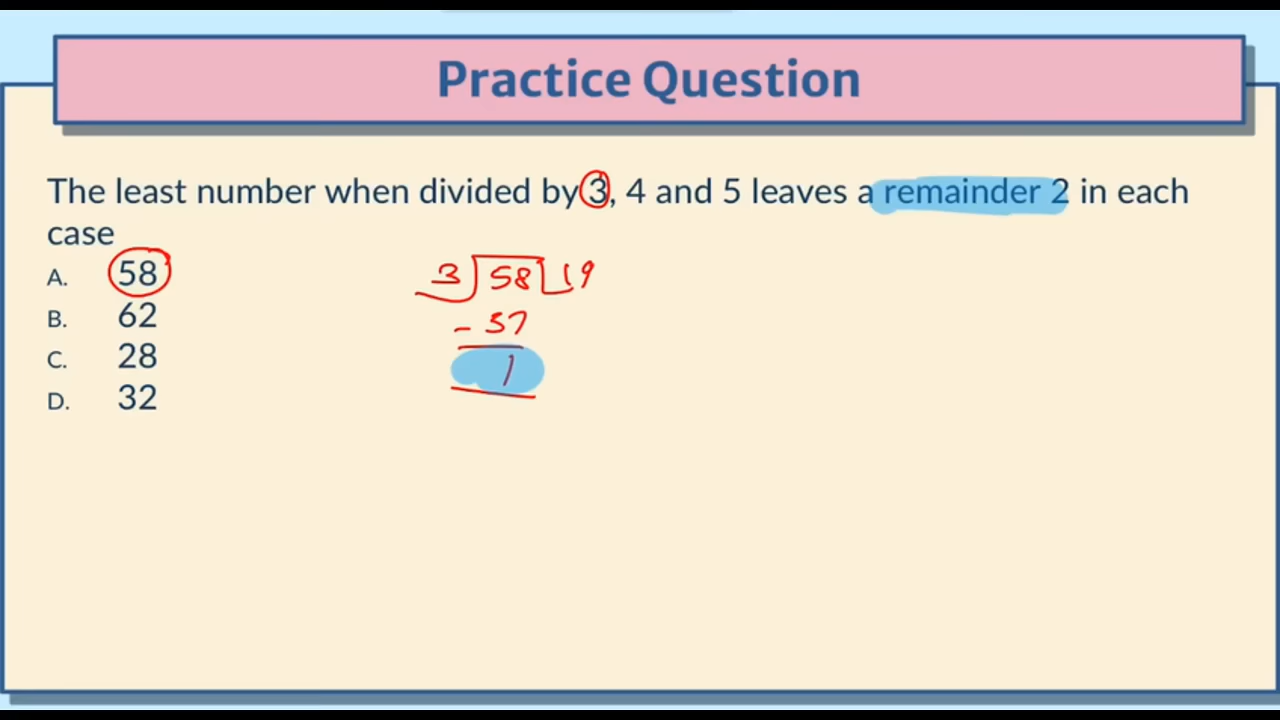 Practice Question
The least number when divided by 3, 4 and 5 leaves a remainder 2 in each
case
A. 58
B. 62
C. 28
D. 32
3 58 19
- 57
1